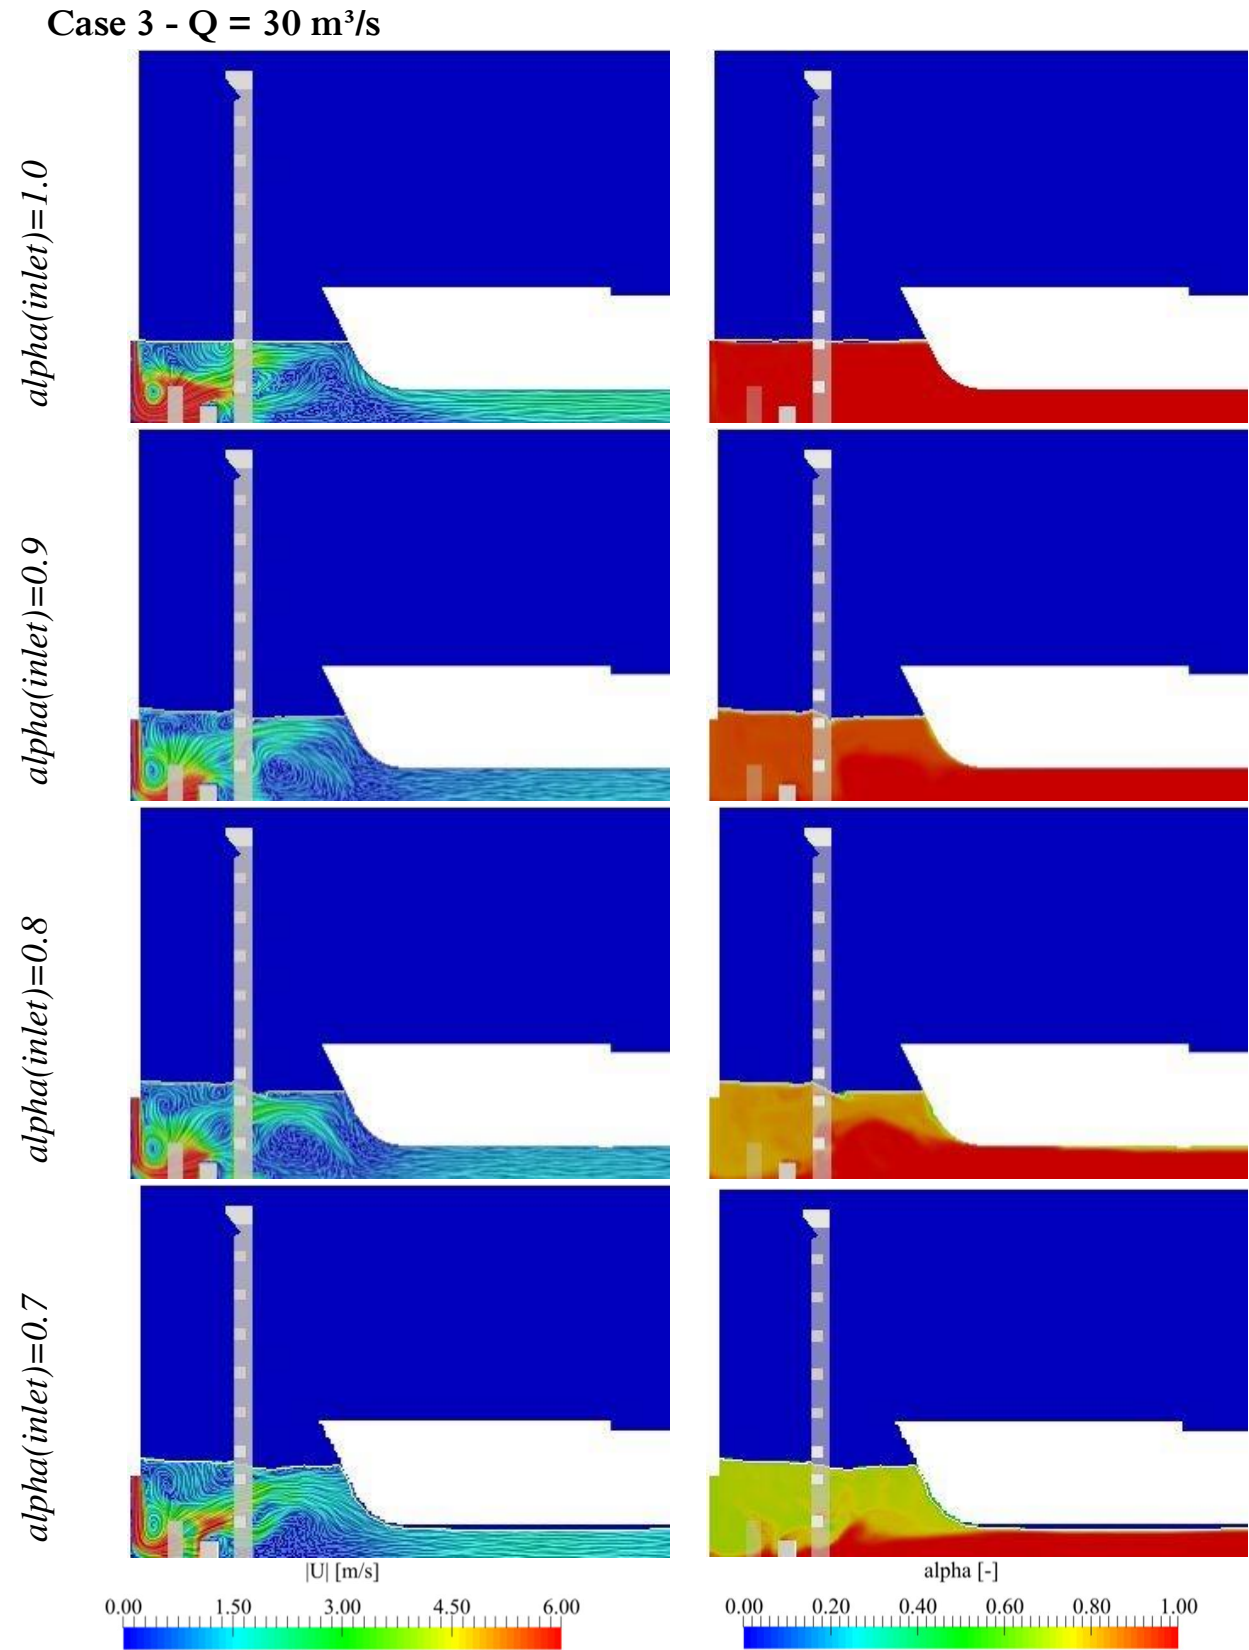 Case 3 - Q = 30 m³/s
alpha(inlet)=1.0
alpha(inlet)=0.9
alpha(inlet)=0.8
alpha(inlet)=0.7
|U| [m/s]
0.00 1.50 3.00 4.50 6.00
alpha [-]
0.00 0.20 0.40 0.60 0.80 1.00